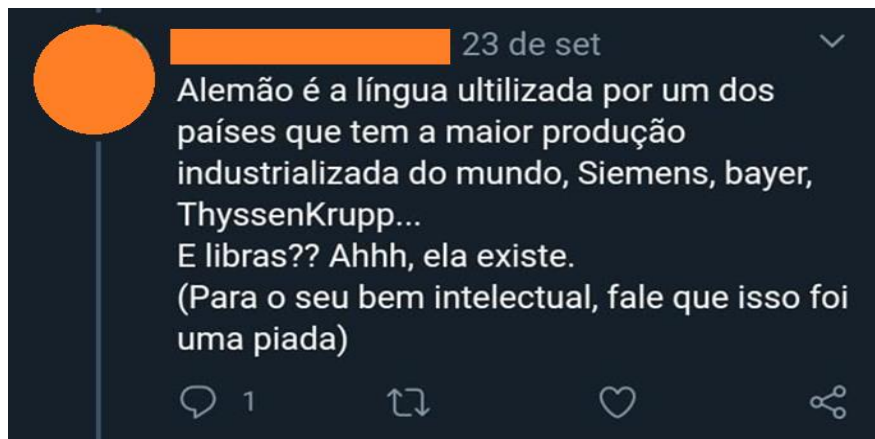 23 de set
Alemão é a língua ultilizada por um dos
países que tem a maior produção
industrializada do mundo, Siemens, bayer,
ThyssenKrupp...
E libras?? Ahhh, ela existe.
(Para o seu bem intelectual, fale que isso foi
uma piada)
1